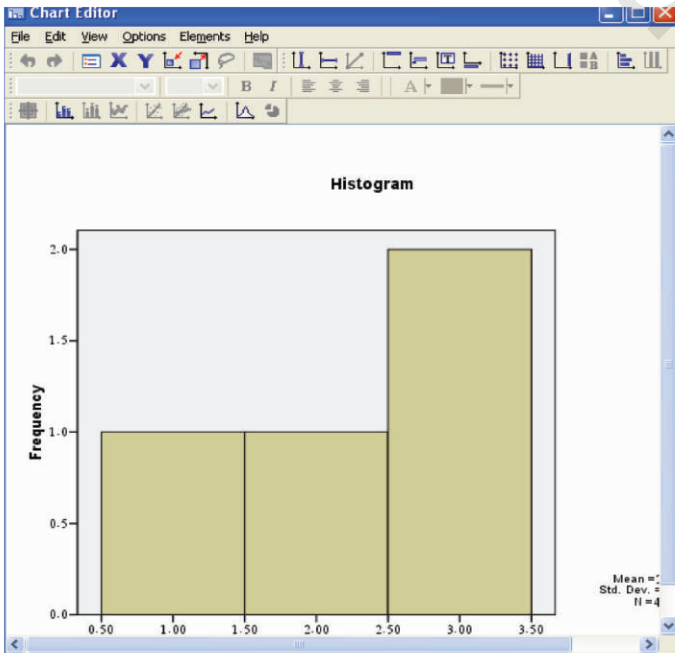 Chart Editor
File Edit View Options Elements Help
B I A
Histogram
Frequency
2.0
1.5
1.0
0.5
0.0
0.50 1.00 1.50 2.00 2.50 3.00 3.50
Mean =
Std. Dev. =
N =4